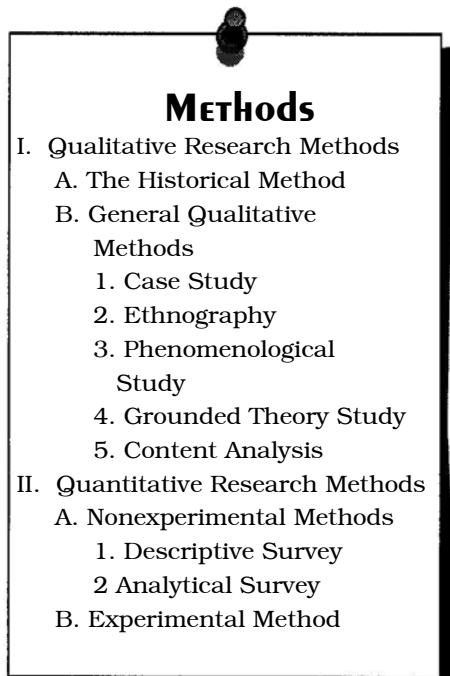 Methods
I. Qualitative Research Methods
A. The Historical Method
B. General Qualitative
Methods
1. Case Study
2. Ethnography
3. Phenomenological
Study
4. Grounded Theory Study
5. Content Analysis
II. Quantitative Research Methods
A. Nonexperimental Methods
1. Descriptive Survey
2 Analytical Survey
B. Experimental Method